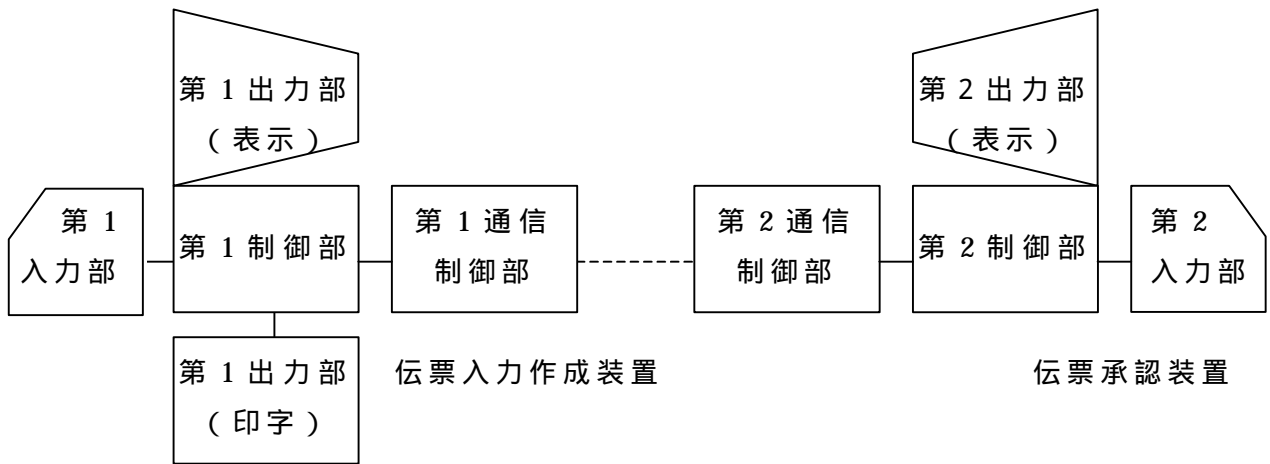 第１出力部
（表示）
第２出力部
（表示）
第１
入力部
第１制御部
第１通信
制御部
第２通信
制御部
第２制御部
第２
入力部
第１出力部
（印字）
伝票入力作成装置
伝票承認装置